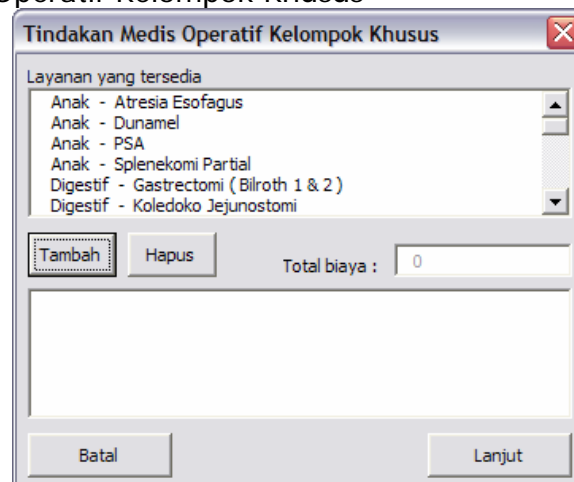 Operatif Kelompok Khusus
Tindakan Medis Operatif Kelompok Khusus
Layanan yang tersedia
Anak - Atresia Esofagus
Anak - Dunamel
Anak - PSA
Anak - Splenekomi Partial
Digestif - Gastrectomi ( Bilroth 1 & 2 )
Digestif - Koledoko Jejunostomi
Tambah Hapus Total biaya : 0
Batal Lanjut